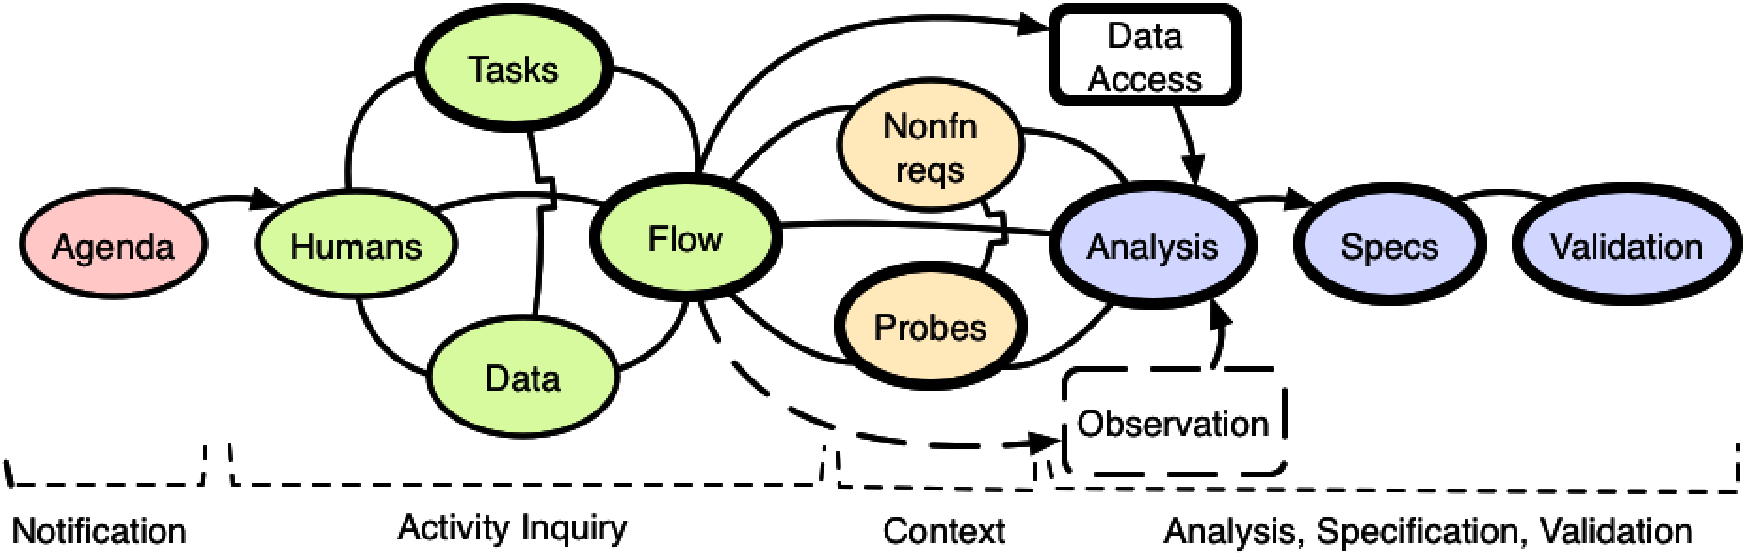 Tasks
Data
Access
Nonfn
reqs
Agenda
Humans
Flow
Analysis
Specs
Validation
Probes
Data
Observation
Notification
Activity Inquiry
Context
Analysis, Specification, Validation